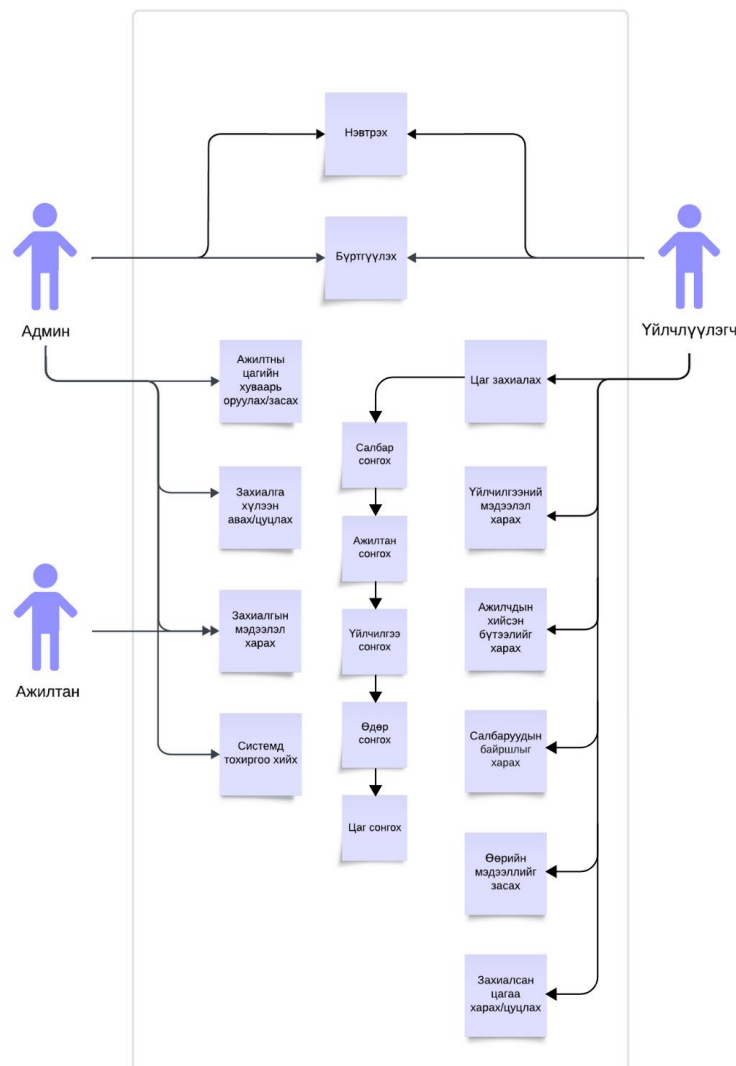 Нэвтрэх
Бүртгүүлэх
Админ
Үйлчлүүлэгч
Ажилтны
цагийн
хуваарь
оруулах/засах
Цаг захиалах
Салбар
сонгох
Захиалга
хүлээн
авах/цуцлах
Үйлчилгээний
мэдээлэл
харах
Ажилтан
сонгох
Ажилтан
Захиалгын
мэдээлэл
харах
Үйлчилгээ
сонгох
Ажилчдын
хийсэн
бүтээлийг
харах
Өдөр
сонгох
Системд
тохиргоо хийх
Салбаруудын
байршлыг
харах
Цаг сонгох
Өөрийн
мэдээллийг
засах
Захиалсан
цагаа
харах/цуцлах